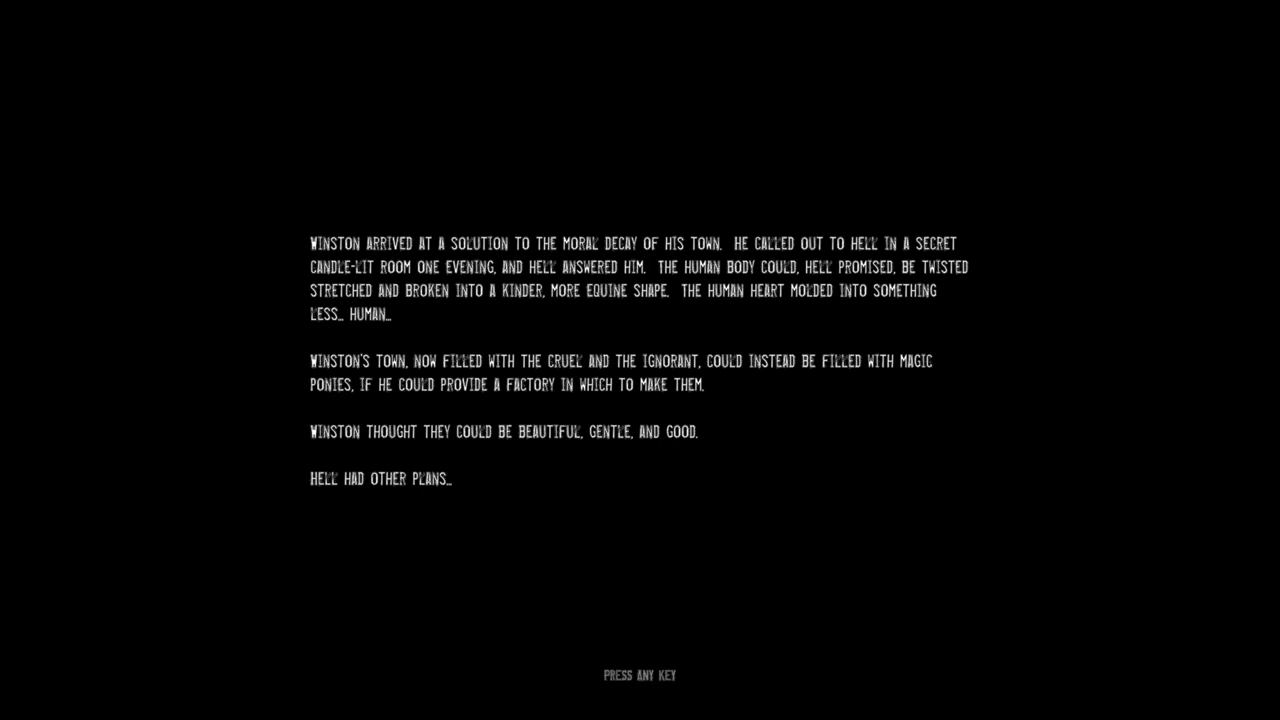 WINSTON ARRIVED AT A SOLUTION TO THE MORAL DECAY OF HIS TOWN.  HE CALLED OUT TO HELL IN A SECRET
CANDLE-LIT ROOM ONE EVENING, AND HELL ANSWERED HIM.  THE HUMAN BODY COULD, HELL PROMISED, BE TWISTED
STRETCHED AND BROKEN INTO A KINDER, MORE EQUINE SHAPE.  THE HUMAN HEART MOLDED INTO SOMETHING
LESS... HUMAN...
WINSTON'S TOWN, NOW FILLED WITH THE CRUEL AND THE IGNORANT, COULD INSTEAD BE FILLED WITH MAGIC
PONIES, IF HE COULD PROVIDE A FACTORY IN WHICH TO MAKE THEM.
WINSTON THOUGHT THEY COULD BE BEAUTIFUL, GENTLE, AND GOOD.
HELL HAD OTHER PLANS...
PRESS ANY KEY